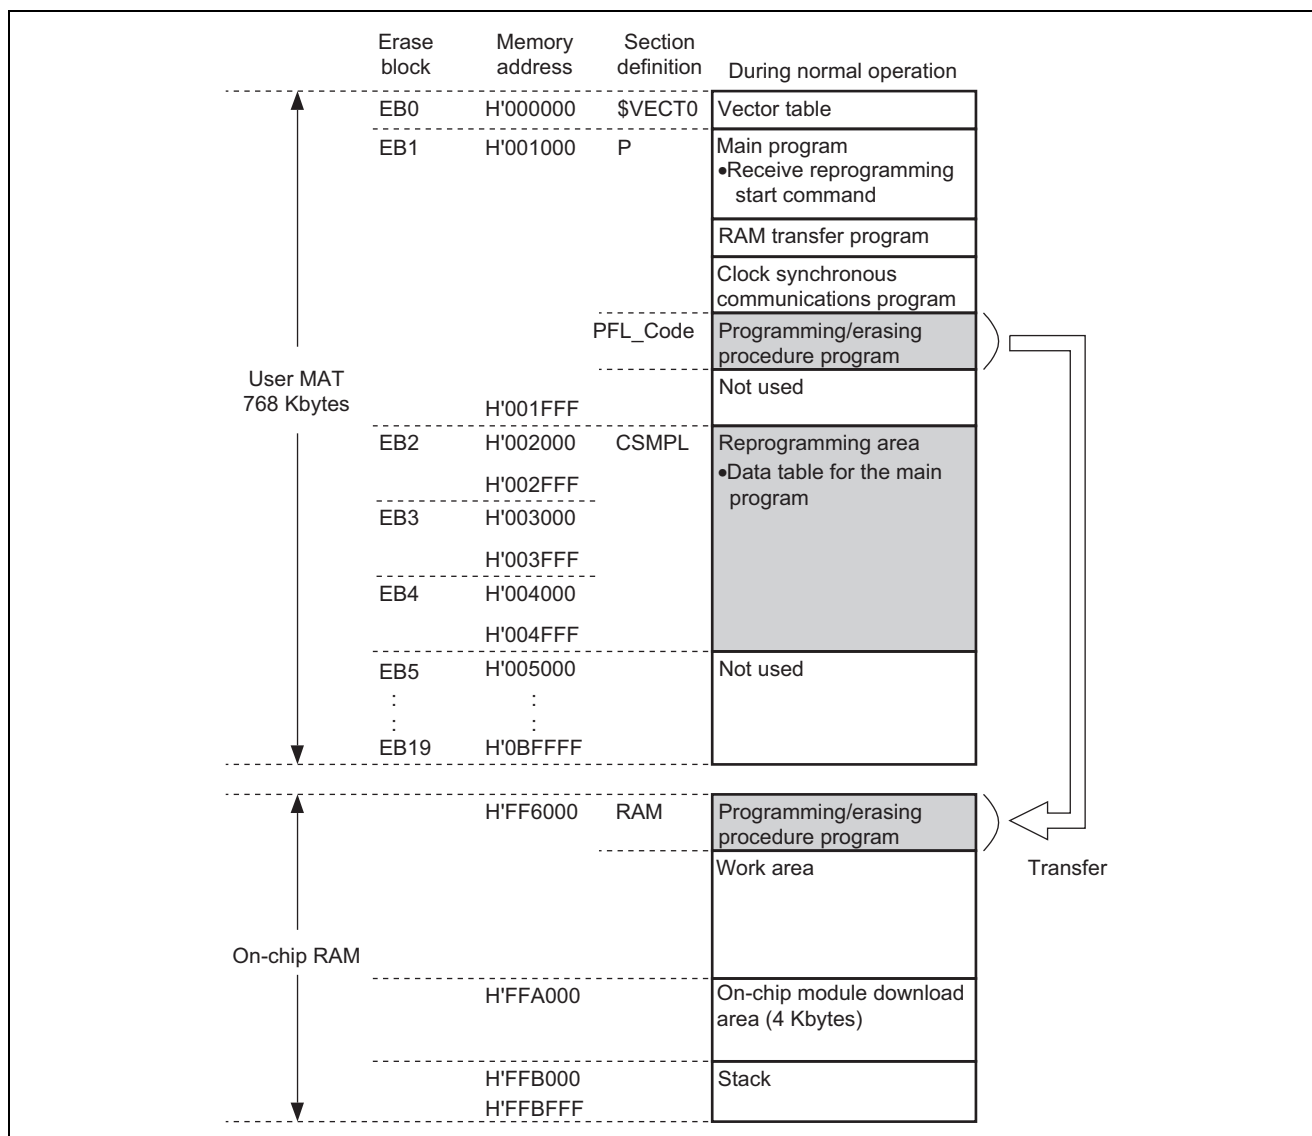 Erase block
Memory address
Section definition
During normal operation
EB0 H'000000 $VECT0 Vector table
EB1 H'001000 P Main program
•Receive reprogramming
start command
RAM transfer program
Clock synchronous
communications program
PFL_Code Programming/erasing
procedure program
Not used
User MAT
768 Kbytes
H'001FFF
EB2 H'002000 CSMPL Reprogramming area
•Data table for the main
program
H'002FFF
EB3 H'003000
H'003FFF
EB4 H'004000
H'004FFF
EB5 H'005000 Not used
: :
: :
EB19 H'0BFFFF
H'FF6000 RAM Programming/erasing
procedure program
Work area
Transfer
On-chip RAM
H'FFA000 On-chip module download
area (4 Kbytes)
H'FFB000 Stack
H'FFBFFF